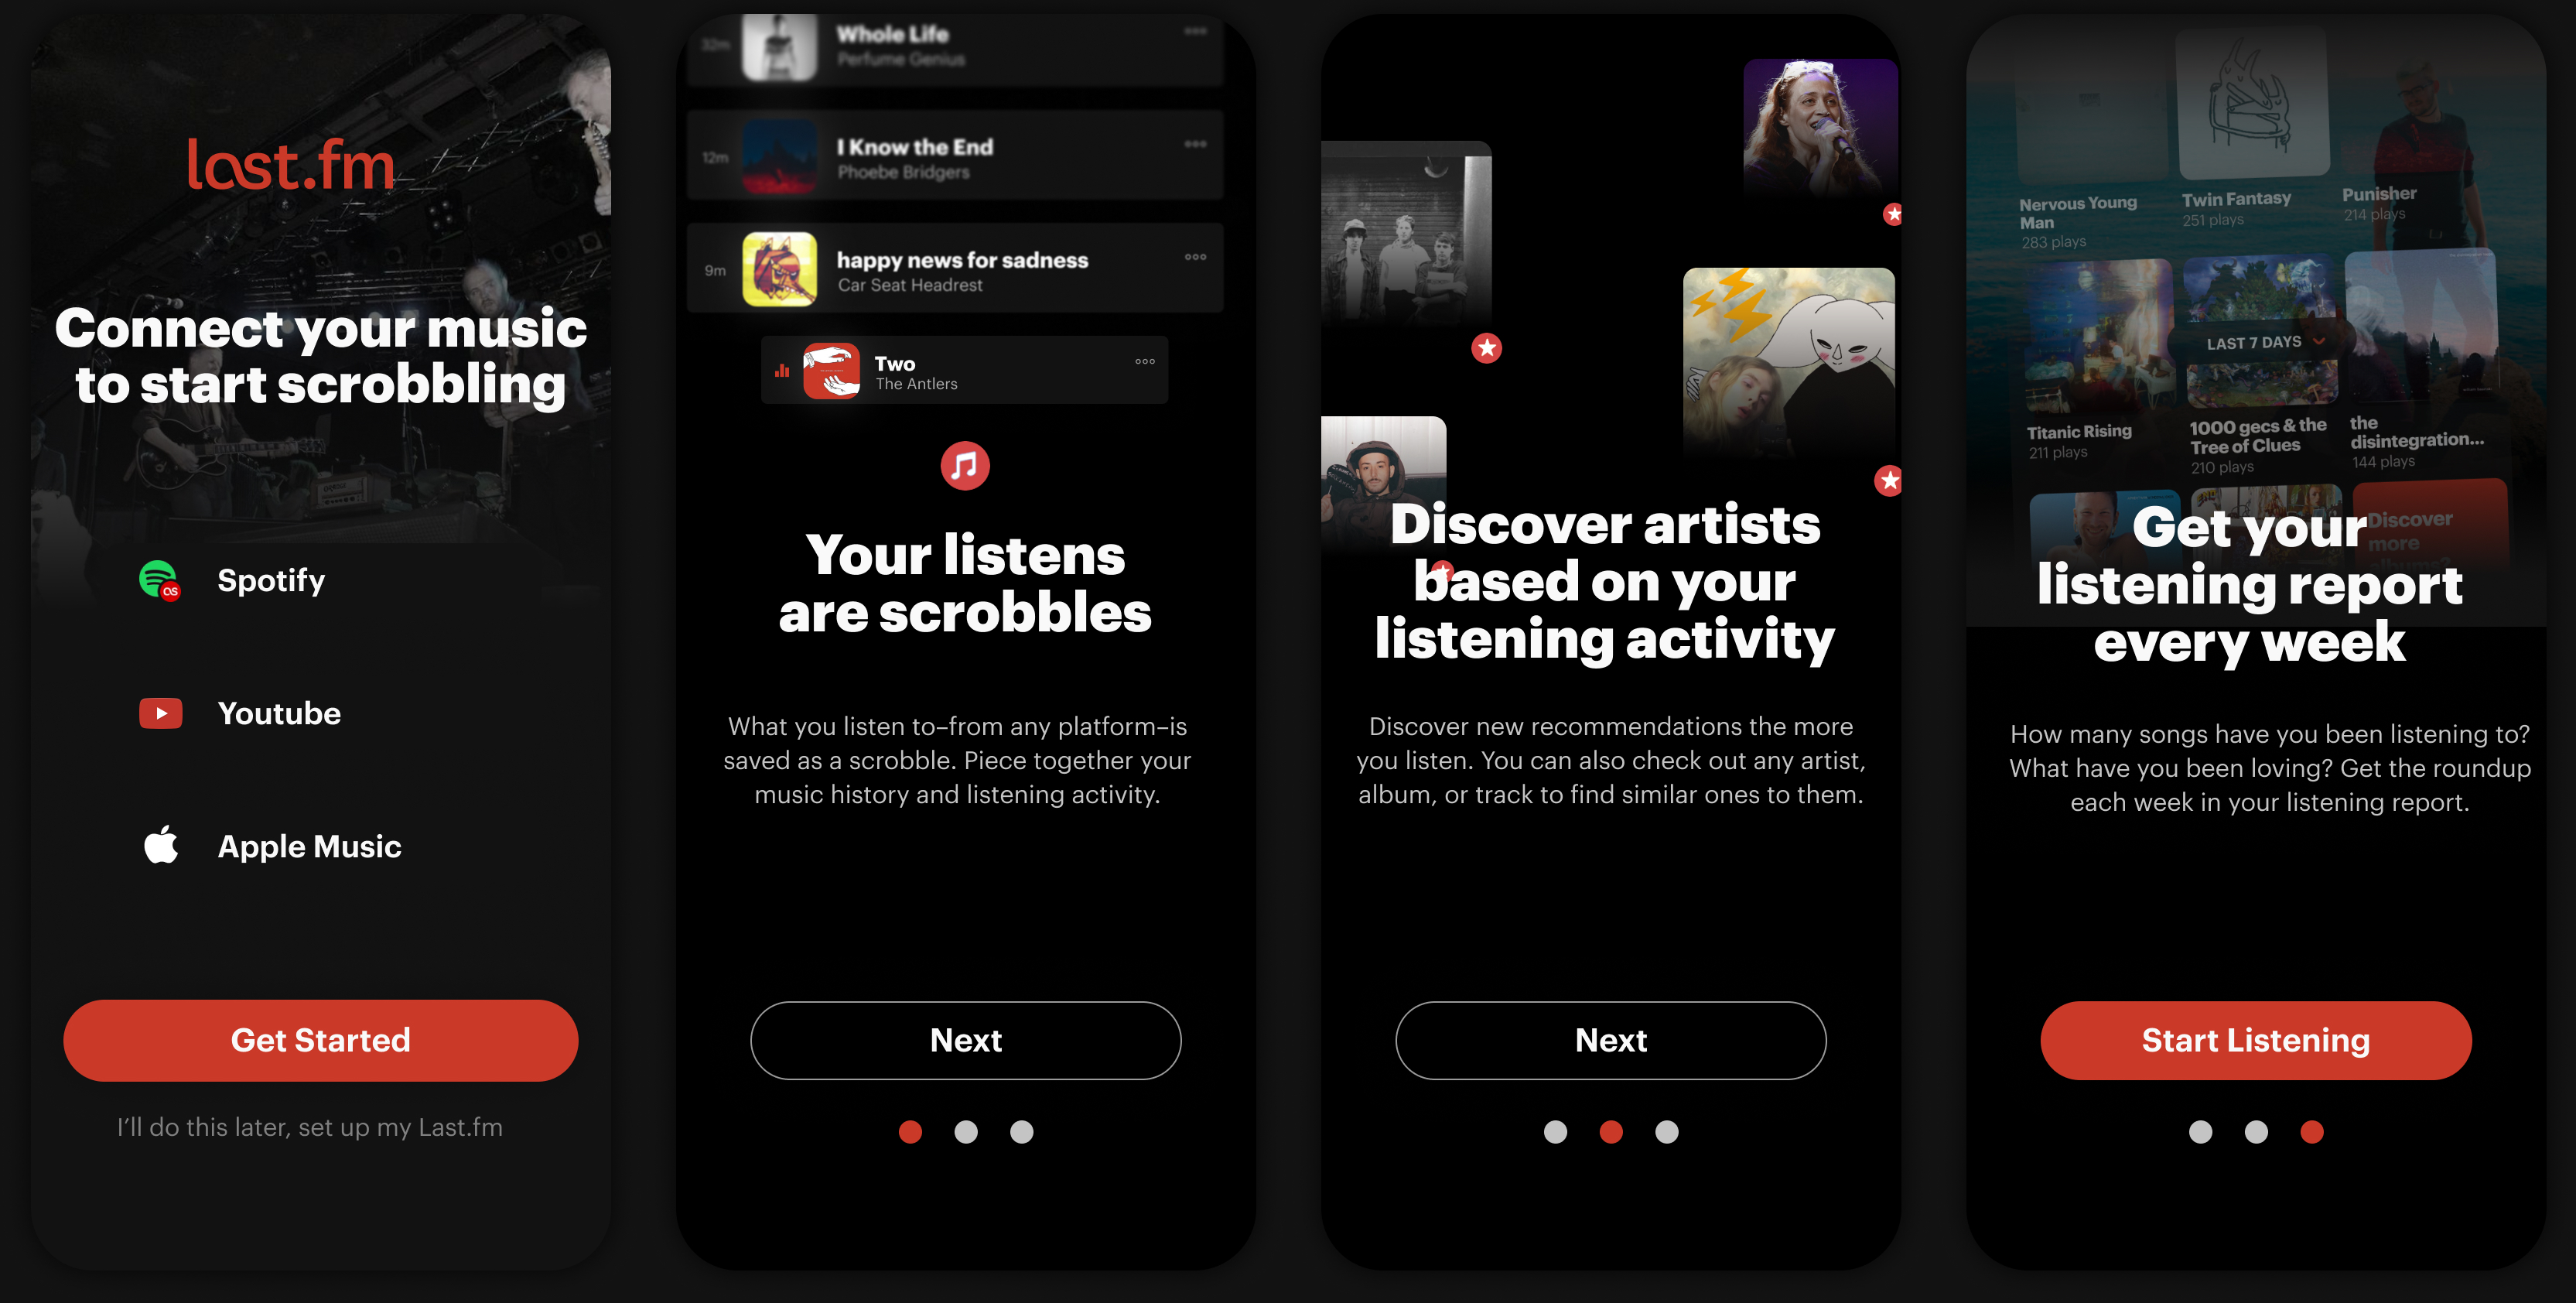 last.fm
Connect your music
to start scrobbling
Spotify
Youtube
Apple Music
Get Started
I'll do this later, set up my Last.fm
32m
Whole Life
Perfume Genius
12m
I Know the End
Phoebe Bridgers
9m
happy news for sadness
Car Seat Headrest
Two
The Antlers
Your listens
are scrobbles
What you listen to–from any platform–is
saved as a scrobble. Piece together your
music history and listening activity.
Next
Discover artists
based on your
listening activity
Discover new recommendations the more
you listen. You can also check out any artist,
album, or track to find similar ones to them.
Next
Nervous Young
Man
283 plays
Twin Fantasy
251 plays
Punisher
214 plays
LAST 7 DAYS
Titanic Rising
211 plays
1000 gecs & the
Tree of Clues
210 plays
the
disintegration...
144 plays
Discover
more
albums?
Get your
listening report
every week
How many songs have you been listening to?
What have you been loving? Get the roundup
each week in your listening report.
Start Listening